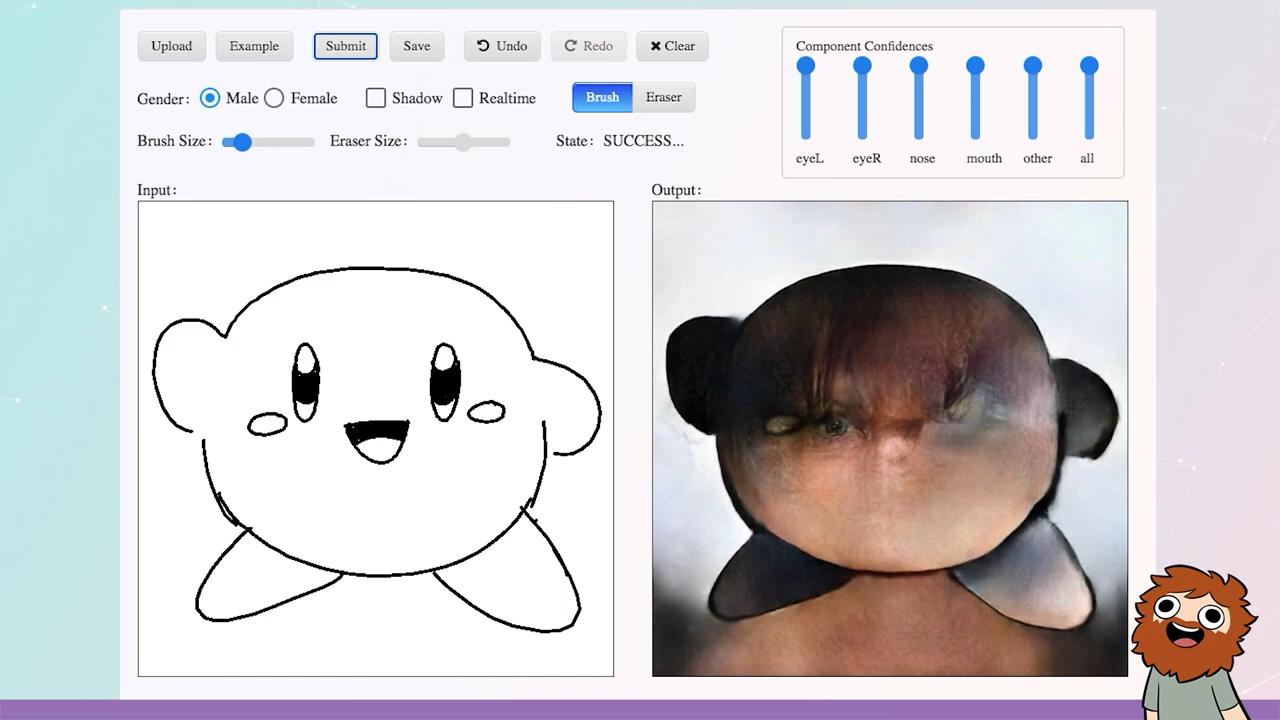 Upload Example Submit Save Undo Redo Clear
Gender: Male Female Shadow Realtime Brush Eraser
Brush Size: Eraser Size: State: SUCCESS...
Component Confidences
eyeL eyeR nose mouth other all
Input: Output: